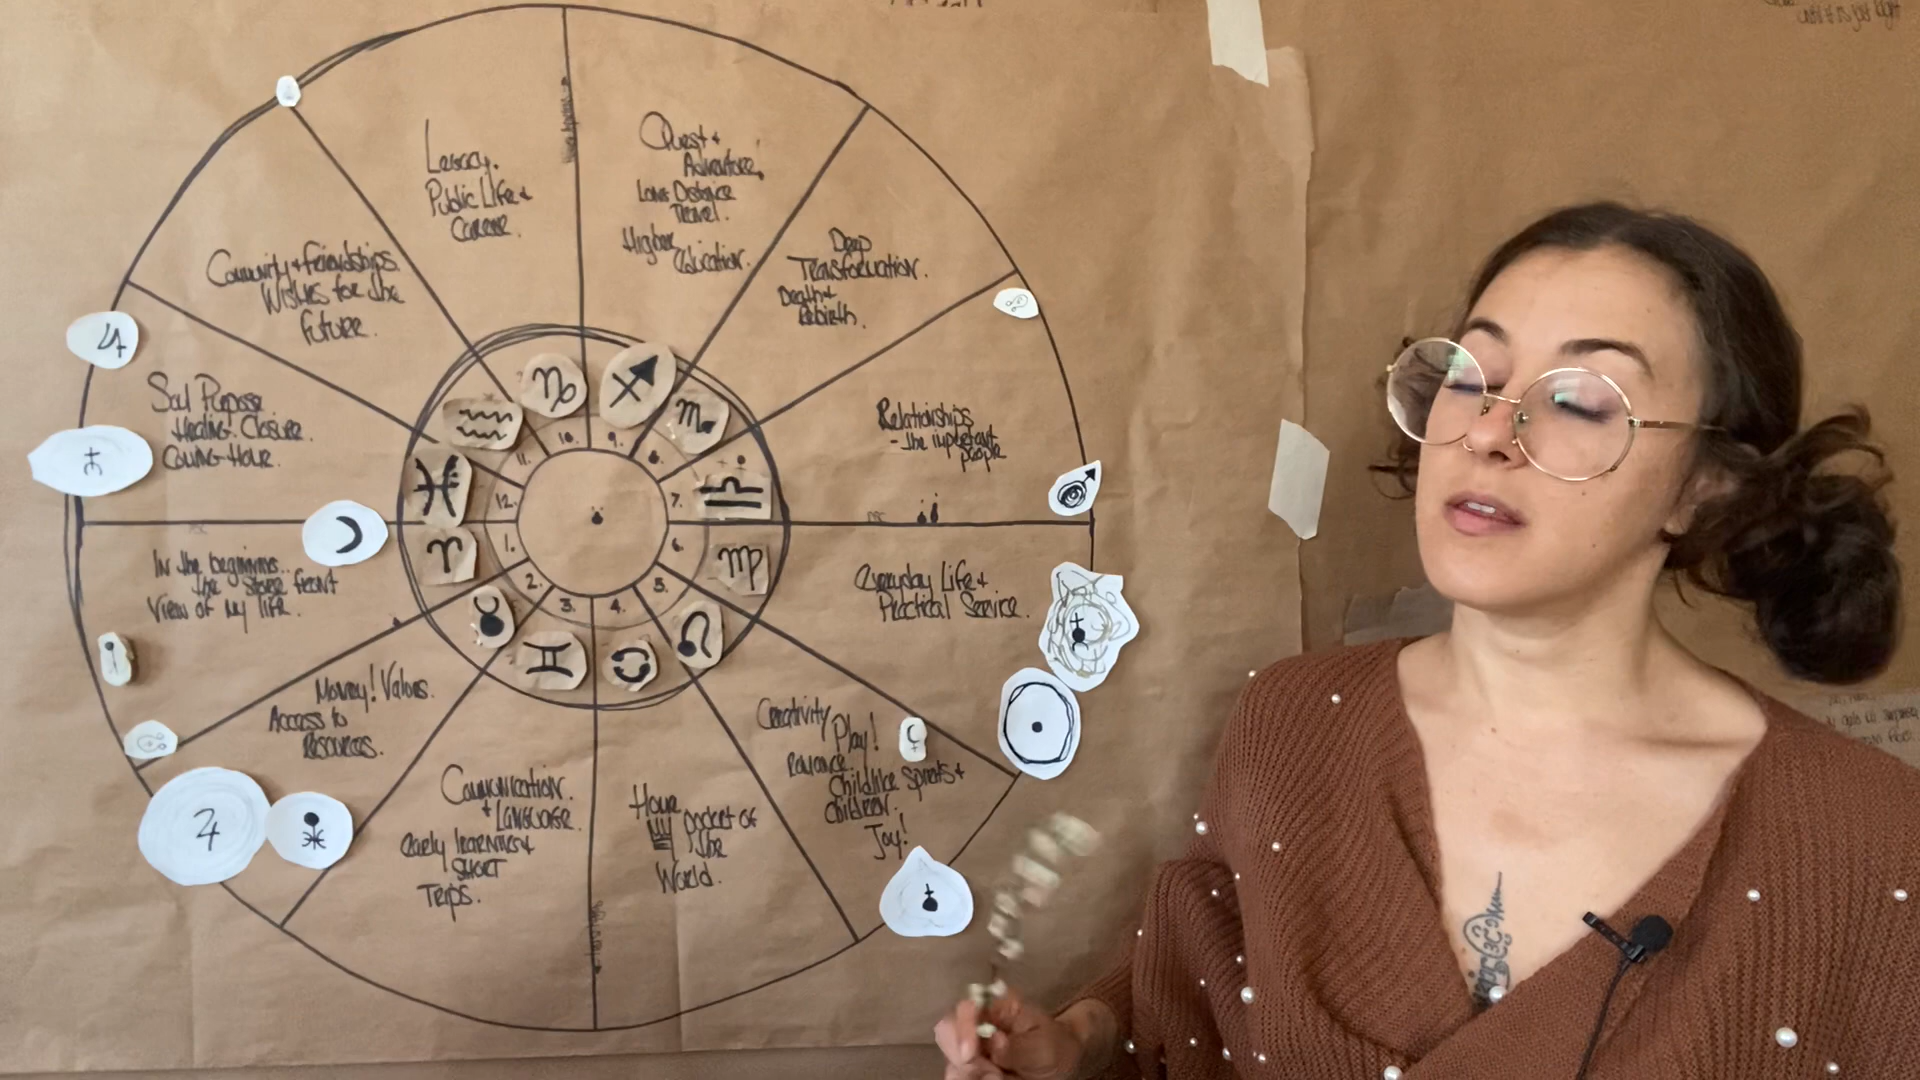 Legacy.
Public Life +
Career.
Quest +
Adventure,
Long Distance
Travel.
Higher
Education.
Deep
Transformation.
Death +
Rebirth.
Relationships
- the important
people
Everyday Life +
Practical Service.
Creativity
Play!
Romance.
Childlike Spirits +
Children.
Joy!
Home
My pocket of
the
World.
Communication.
+ Language.
Early learning +
Short
Trips.
Money! Values.
Access to
Resources.
In the beginning...
the store front
View of my life.
Soul Purpose
Healing. Closure.
Coming Home.
Community + friendships.
Wishes for the
future.
10.
9.
8.
7.
6.
5.
4.
3.
2.
1.
12.
11.